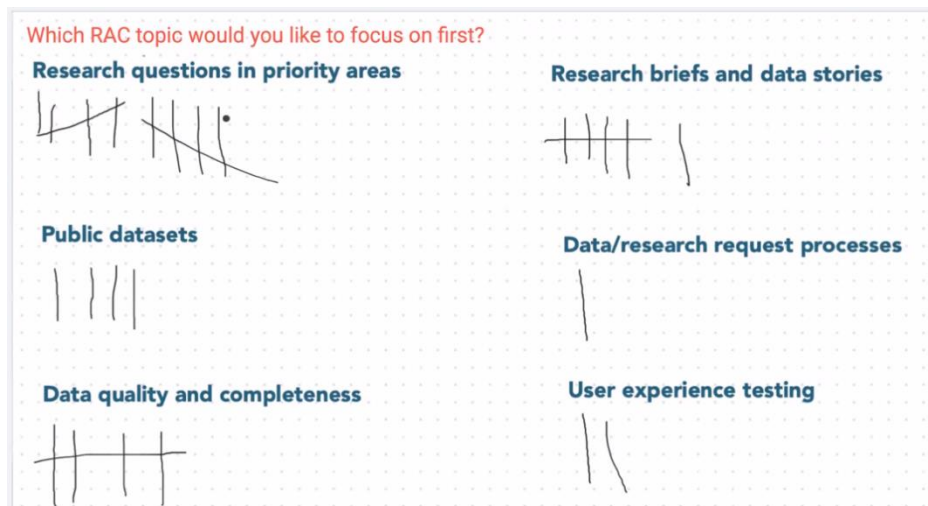 Which RAC topic would you like to focus on first?
Research questions in priority areas
Research briefs and data stories
Public datasets
Data/research request processes
Data quality and completeness
User experience testing